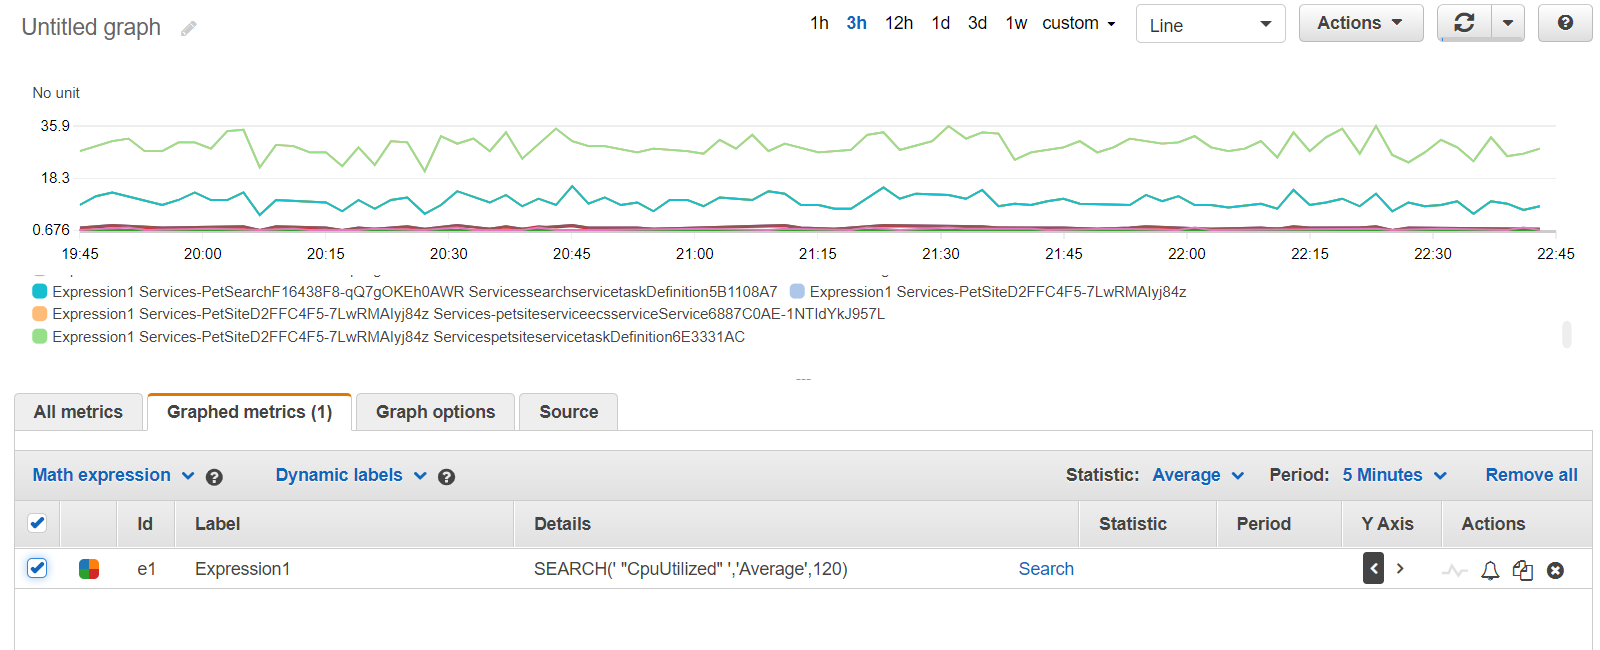 Untitled graph
1h 3h 12h 1d 3d 1w custom Line Actions
No unit
35.9
18.3
0.676
19:45 20:00 20:15 20:30 20:45 21:00 21:15 21:30 21:45 22:00 22:15 22:30 22:45
Expression1 Services-PetSearchF16438F8-qQ7gOKEh0AWR ServicessearchservicetaskDefinition5B1108A7 Expression1 Services-PetSiteD2FFC4F5-7LwRMAIyj84z
Expression1 Services-PetSiteD2FFC4F5-7LwRMAIyj84z Services-petsiteserviceecsserviceService6887C0AE-1NTIdYkJ957L
Expression1 Services-PetSiteD2FFC4F5-7LwRMAIyj84z ServicespetsiteservicetaskDefinition6E3331AC
All metrics Graphed metrics (1) Graph options Source
Math expression Dynamic labels Statistic: Average Period: 5 Minutes Remove all
Id Label Details Statistic Period Y Axis Actions
e1 Expression1 SEARCH(' "CpuUtilized" ','Average',120) Search